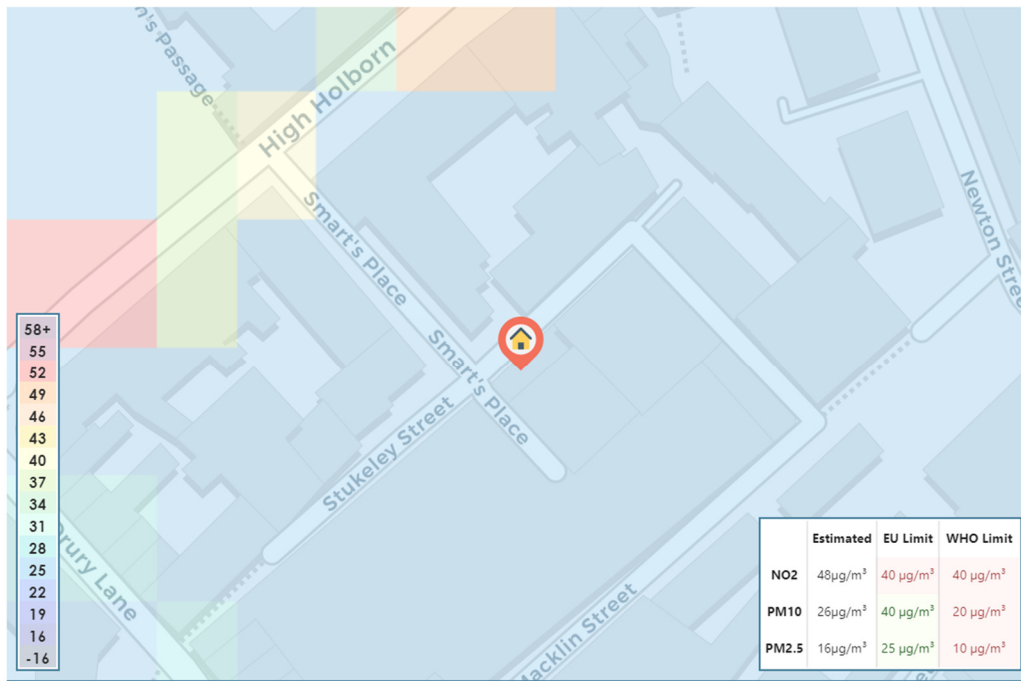 n's Passage
High Holborn
Smart's Place
Smart's Place
Stukeley Street
Newton Stree
Drury Lane
Macklin Street
58+
55
52
49
46
43
40
37
34
31
28
25
22
19
16
-16
Estimated EU Limit WHO Limit
NO2 48µg/m³ 40 µg/m³ 40 µg/m³
PM10 26µg/m³ 40 µg/m³ 20 µg/m³
PM2.5 16µg/m³ 25 µg/m³ 10 µg/m³